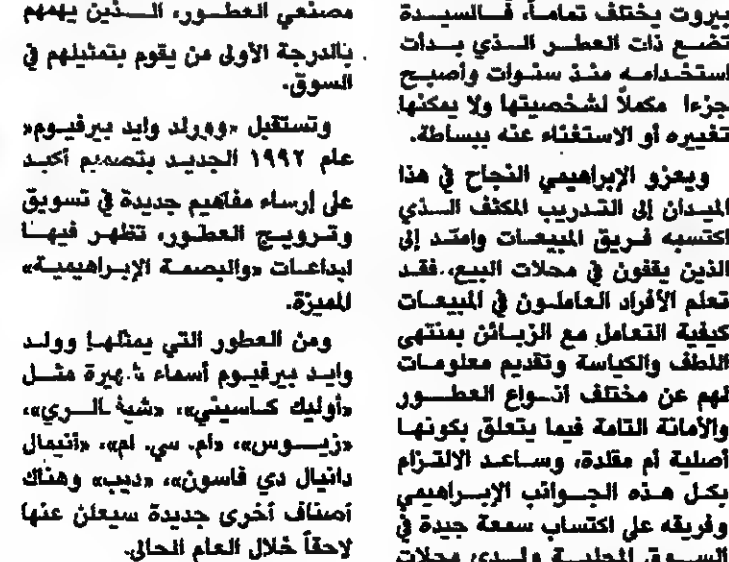 بيروت يختلف تماماً، فالسيدة
تضع ذات العطر الذي بدأت
استخدامه منذ سنوات وأصبح
جزءا مكملاً لشخصيتها ولا يمكنها
تغييره أو الاستغناء عنه ببساطة.
ويعزو الإبراهيمي النجاح في هذا
الميدان إلى التدريب المكثف الذي
اكتسبه فريق المبيعات وامتد إلى
الذين يقفون في محلات البيع، فقد
تعلم الأفراد العاملون في المبيعات
كيفية التعامل مع الزبائن بمنتهى
اللطف والكياسة وتقديم معلومات
لهم عن مختلف أنواع العطور
والأمانة التامة فيما يتعلق بكونها
أصلية أم مقلدة، وساعد الالتزام
بكل هذه الجوانب الإبراهيمي
وفريقه على اكتساب سمعة جيدة في
السوق المحلية ولدى محلات
مصنعي العطور، الذين يهمهم
بالدرجة الأولى من يقوم بتمثيلهم في
السوق.
وتستقبل «وورلد وايد بيرفيوم»
عام ١٩٩٢ الجديد بتصميم أكيد
على إرساء مفاهيم جديدة في تسويق
وترويج العطور، تظهر فيها
ابداعات «والبصمة الإبراهيمية»
المميزة.
ومن العطور التي يمثلها وولد
وايد بيرفيوم أسماء شهيرة مثل
«أوليك كاسيني»، «شيخ الري»،
«زيوس»، «ام. سي. ام»، «أنيمال
دانيال دي فاسون»، «ديب» وهناك
أصناف أخرى جديدة سيعلن عنها
لاحقاً خلال العام الحالي.